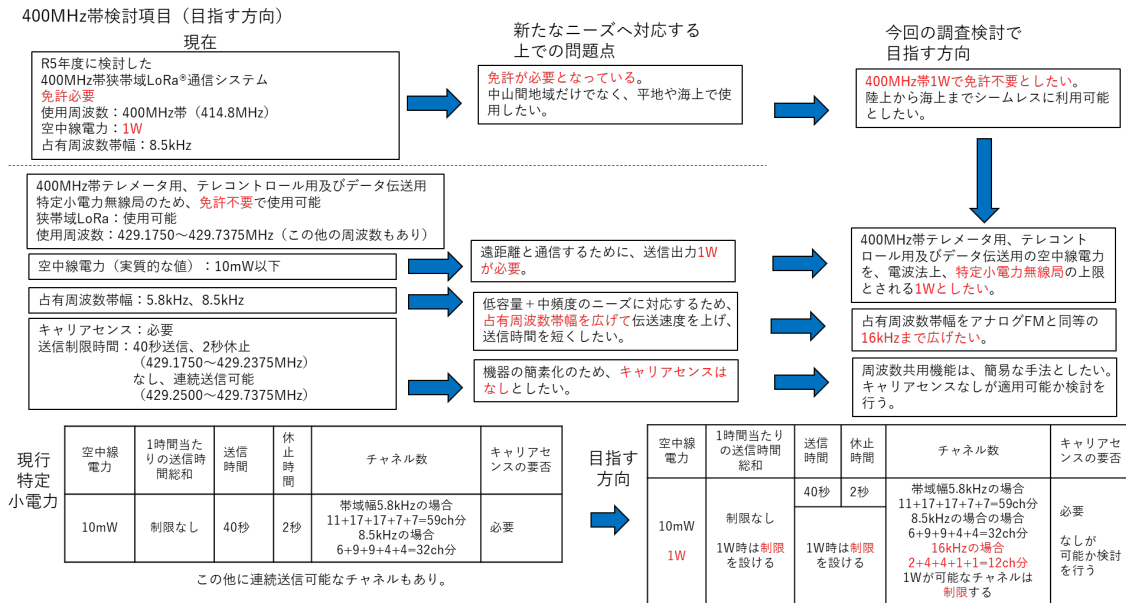 400MHz帯検討項目（目指す方向）
現在
新たなニーズへ対応する
上での問題点
今回の調査検討で
目指す方向
R5年度に検討した
400MHz帯狭帯域LoRa®通信システム
免許必要
使用周波数：400MHz帯（414.8MHz）
空中線電力：1W
占有周波数帯幅：8.5kHz
免許が必要となっている。
中山間地域だけでなく、平地や海上で使
用したい。
400MHz帯1Wで免許不要としたい。
陸上から海上までシームレスに利用可能
としたい。
400MHz帯テレメータ用、テレコントロール用及びデータ伝送用
特定小電力無線局のため、免許不要で使用可能
狭帯域LoRa：使用可能
使用周波数：429.1750～429.7375MHz（この他の周波数もあり）
空中線電力（実質的な値）：10mW以下
遠距離と通信するために、送信出力1W
が必要。
400MHz帯テレメータ用、テレコント
ロール用及びデータ伝送用の空中線電力
を、電波法上、特定小電力無線局の上限
とされる1Wとしたい。
占有周波数帯幅：5.8kHz、8.5kHz
低容量＋中頻度のニーズに対応するため、
占有周波数帯幅を広げて伝送速度を上げ、
送信時間を短くしたい。
占有周波数帯幅をアナログFMと同等の
16kHzまで広げたい。
キャリアセンス：必要
送信制限時間：40秒送信、2秒休止
（429.1750～429.2375MHz）
なし、連続送信可能
（429.2500～429.7375MHz）
機器の簡素化のため、キャリアセンスは
なしとしたい。
周波数共用機能は、簡易な手法としたい。
キャリアセンスなしが適用可能か検討を
行う。
現行
特定
小電力
空中線
電力
1時間当た
りの送信時
間総和
送信
時間
休
止
時
間
チャネル数
キャリアセ
ンスの要否
10mW
制限なし
40秒
2秒
帯域幅5.8kHzの場合
11+17+17+7+7=59ch分
8.5kHzの場合
6+9+9+4+4=32ch分
必要
この他に連続送信可能なチャネルもあり。
目指す
方向
空中線
電力
1時間当た
りの送信時
間総和
送信
時間
休止
時間
チャネル数
キャリアセ
ンスの要否
10mW
1W
制限なし
1W時は制限
を設ける
40秒
2秒
1W時は制限
を設ける
帯域幅5.8kHzの場合
11+17+17+7+7=59ch分
8.5kHzの場合の場合
6+9+9+4+4=32ch分
16kHzの場合
2+4+4+1+1=12ch分
1Wが可能なチャネルは
制限する
必要
なしが
可能か検討
を行う